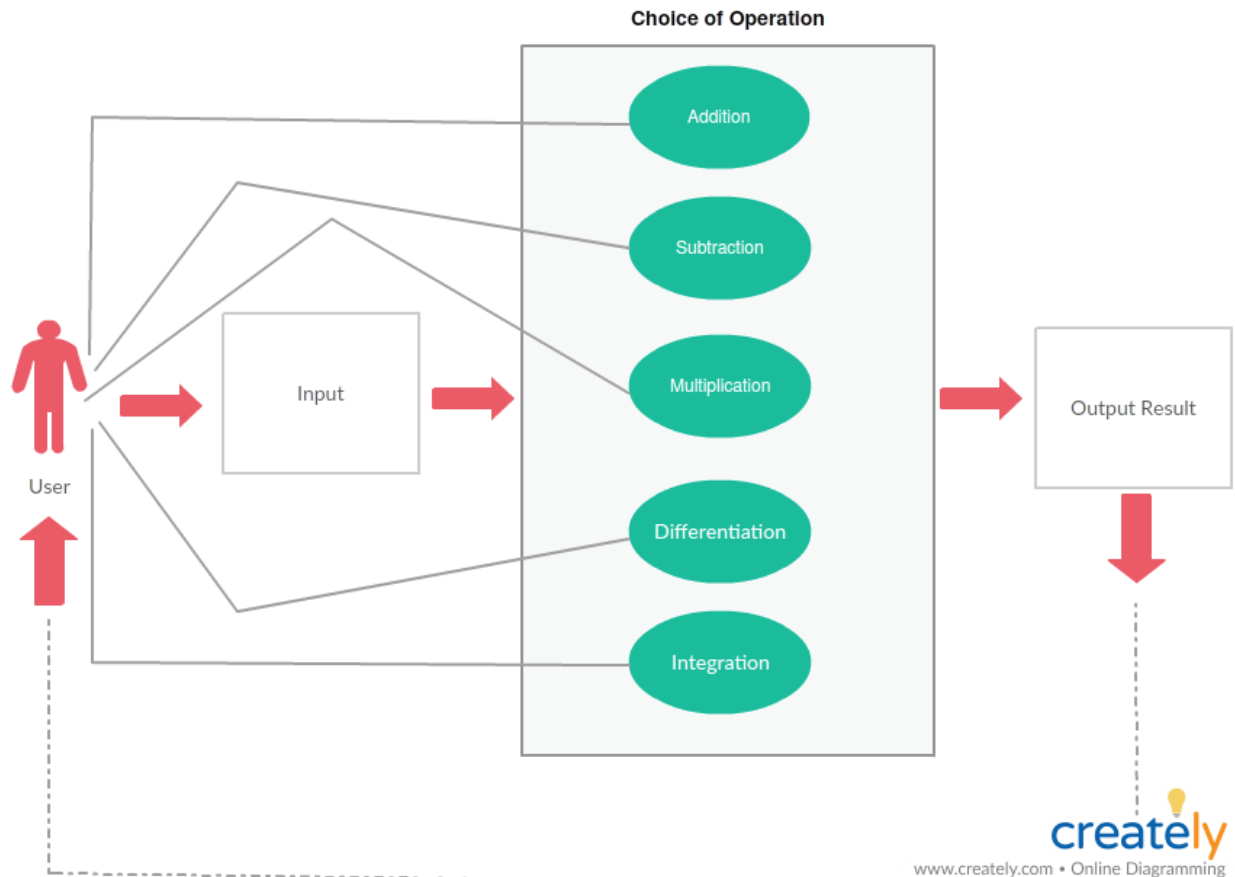 Choice of Operation
Addition
Subtraction
Multiplication
Input
Output Result
User
Differentiation
Integration
creately
www.creately.com • Online Diagramming